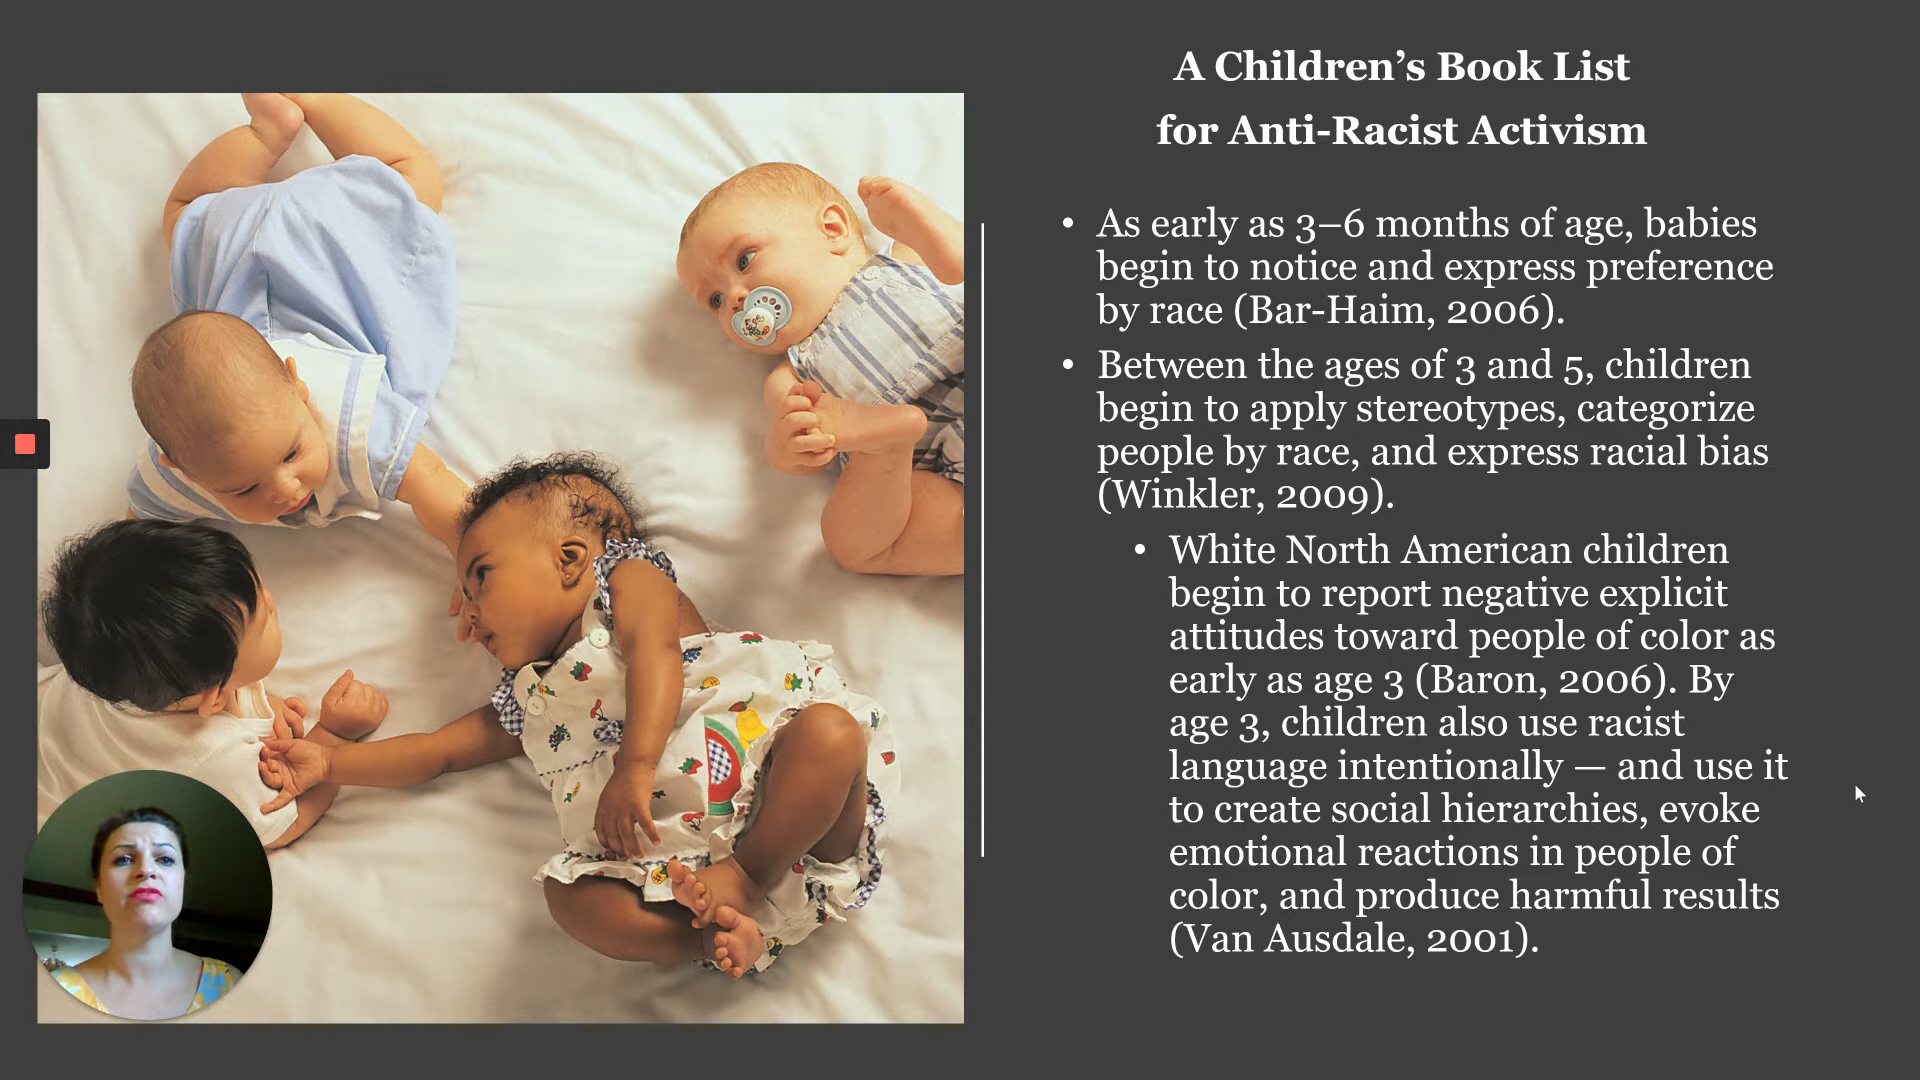 A Children’s Book List
for Anti-Racist Activism
• As early as 3–6 months of age, babies
begin to notice and express preference
by race (Bar-Haim, 2006).
• Between the ages of 3 and 5, children
begin to apply stereotypes, categorize
people by race, and express racial bias
(Winkler, 2009).
• White North American children
begin to report negative explicit
attitudes toward people of color as
early as age 3 (Baron, 2006). By
age 3, children also use racist
language intentionally — and use it
to create social hierarchies, evoke
emotional reactions in people of
color, and produce harmful results
(Van Ausdale, 2001).